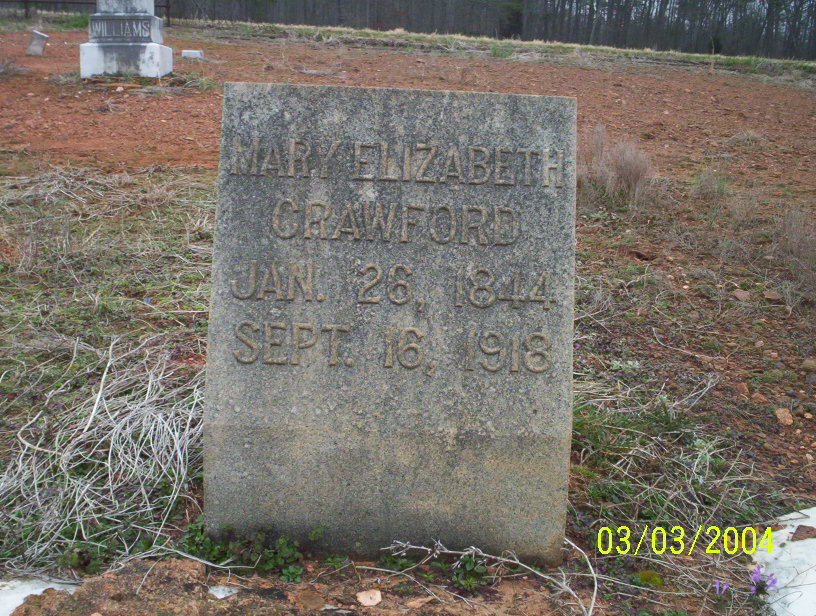 WILLIAMS
MARY ELIZABETH
CRAWFORD
JAN. 26, 1844
SEPT. 16, 1918
03/03/2004